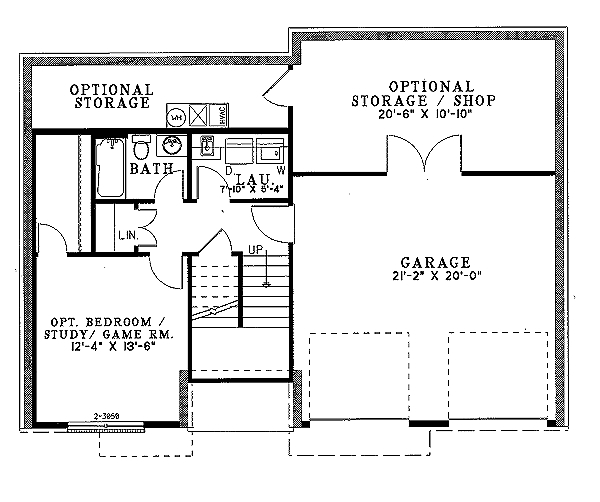 OPTIONAL
STORAGE
WH
HVAC
OPTIONAL
STORAGE / SHOP
20'-6" X 10'-10"
BATH
D.
W
LAU.
7'-10" X 5'-4"
LIN.
UP
GARAGE
21'-2" X 20'-0"
OPT. BEDROOM /
STUDY/ GAME RM.
12'-4" X 13'-6"
2-3050